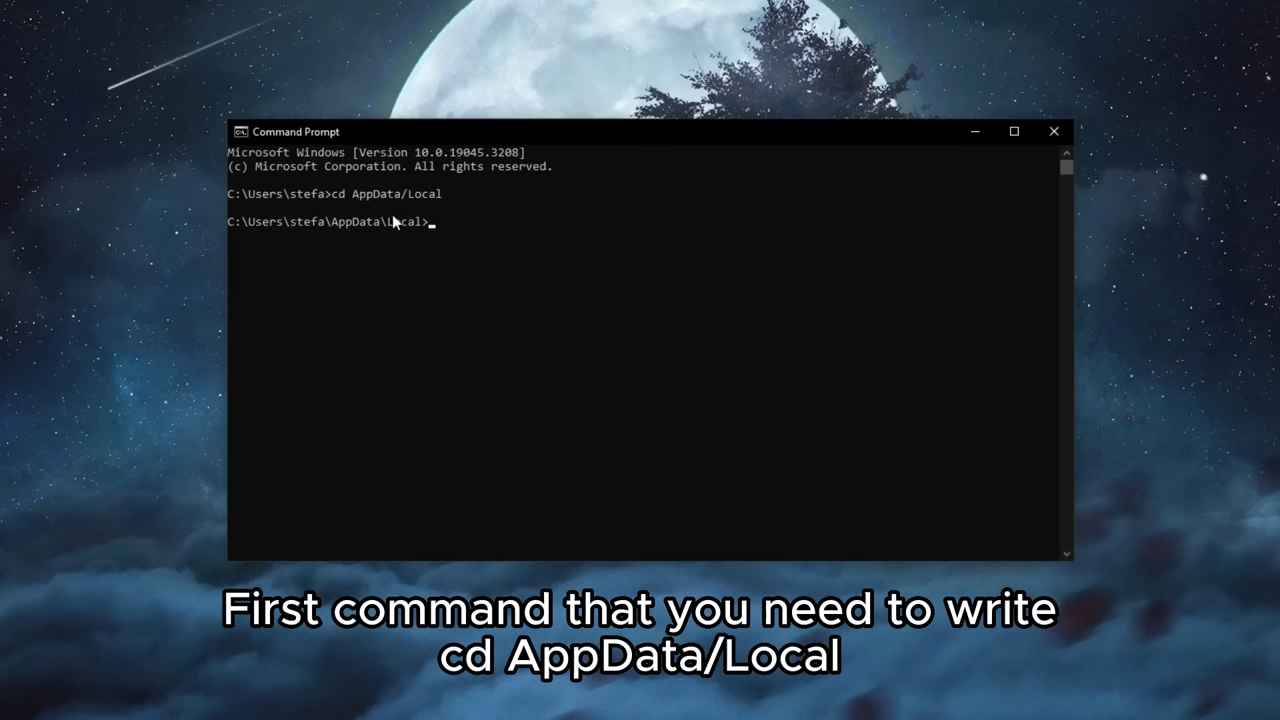 Command Prompt
Microsoft Windows [Version 10.0.19045.3208]
(c) Microsoft Corporation. All rights reserved.
C:\Users\stefa>cd AppData/Local
C:\Users\stefa\AppData\Local>
First command that you need to write
cd AppData/Local